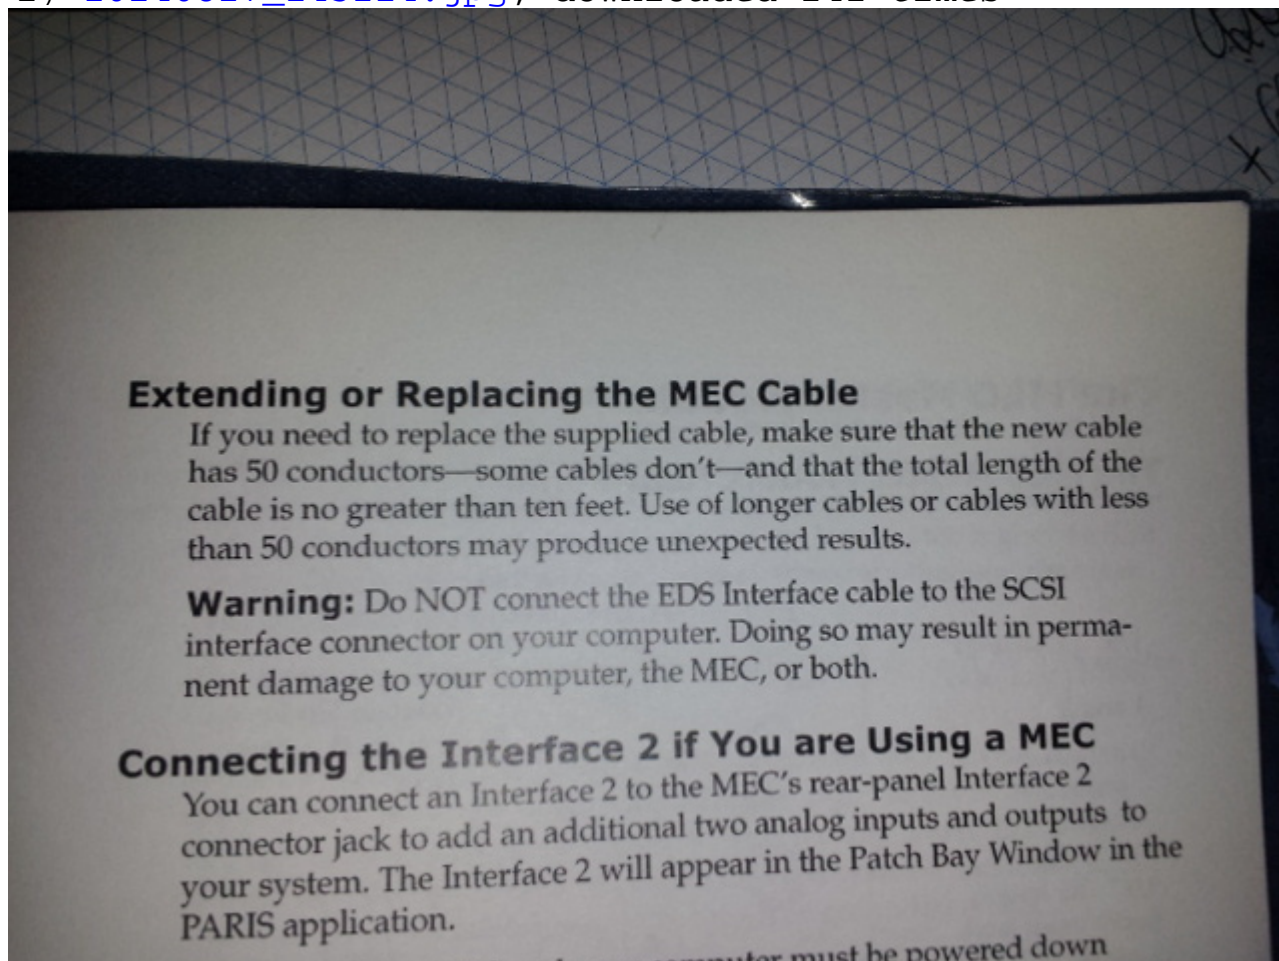 Extending or Replacing the MEC Cable
If you need to replace the supplied cable, make sure that the new cable
has 50 conductors—some cables don't—and that the total length of the
cable is no greater than ten feet. Use of longer cables or cables with less
than 50 conductors may produce unexpected results.
Warning: Do NOT connect the EDS Interface cable to the SCSI
interface connector on your computer. Doing so may result in perma-
nent damage to your computer, the MEC, or both.
Connecting the Interface 2 if You are Using a MEC
You can connect an Interface 2 to the MEC's rear-panel Interface 2
connector jack to add an additional two analog inputs and outputs to
your system. The Interface 2 will appear in the Patch Bay Window in the
PARIS application.
must be powered down